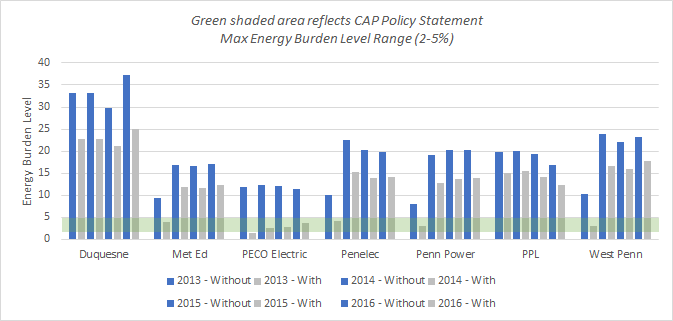 Green shaded area reflects CAP Policy Statement
Max Energy Burden Level Range (2-5%)
Energy Burden Level
40
35
30
25
20
15
10
5
0
Duquesne
Met Ed
PECO Electric
Penelec
Penn Power
PPL
West Penn
2013 - Without
2013 - With
2014 - Without
2014 - With
2015 - Without
2015 - With
2016 - Without
2016 - With